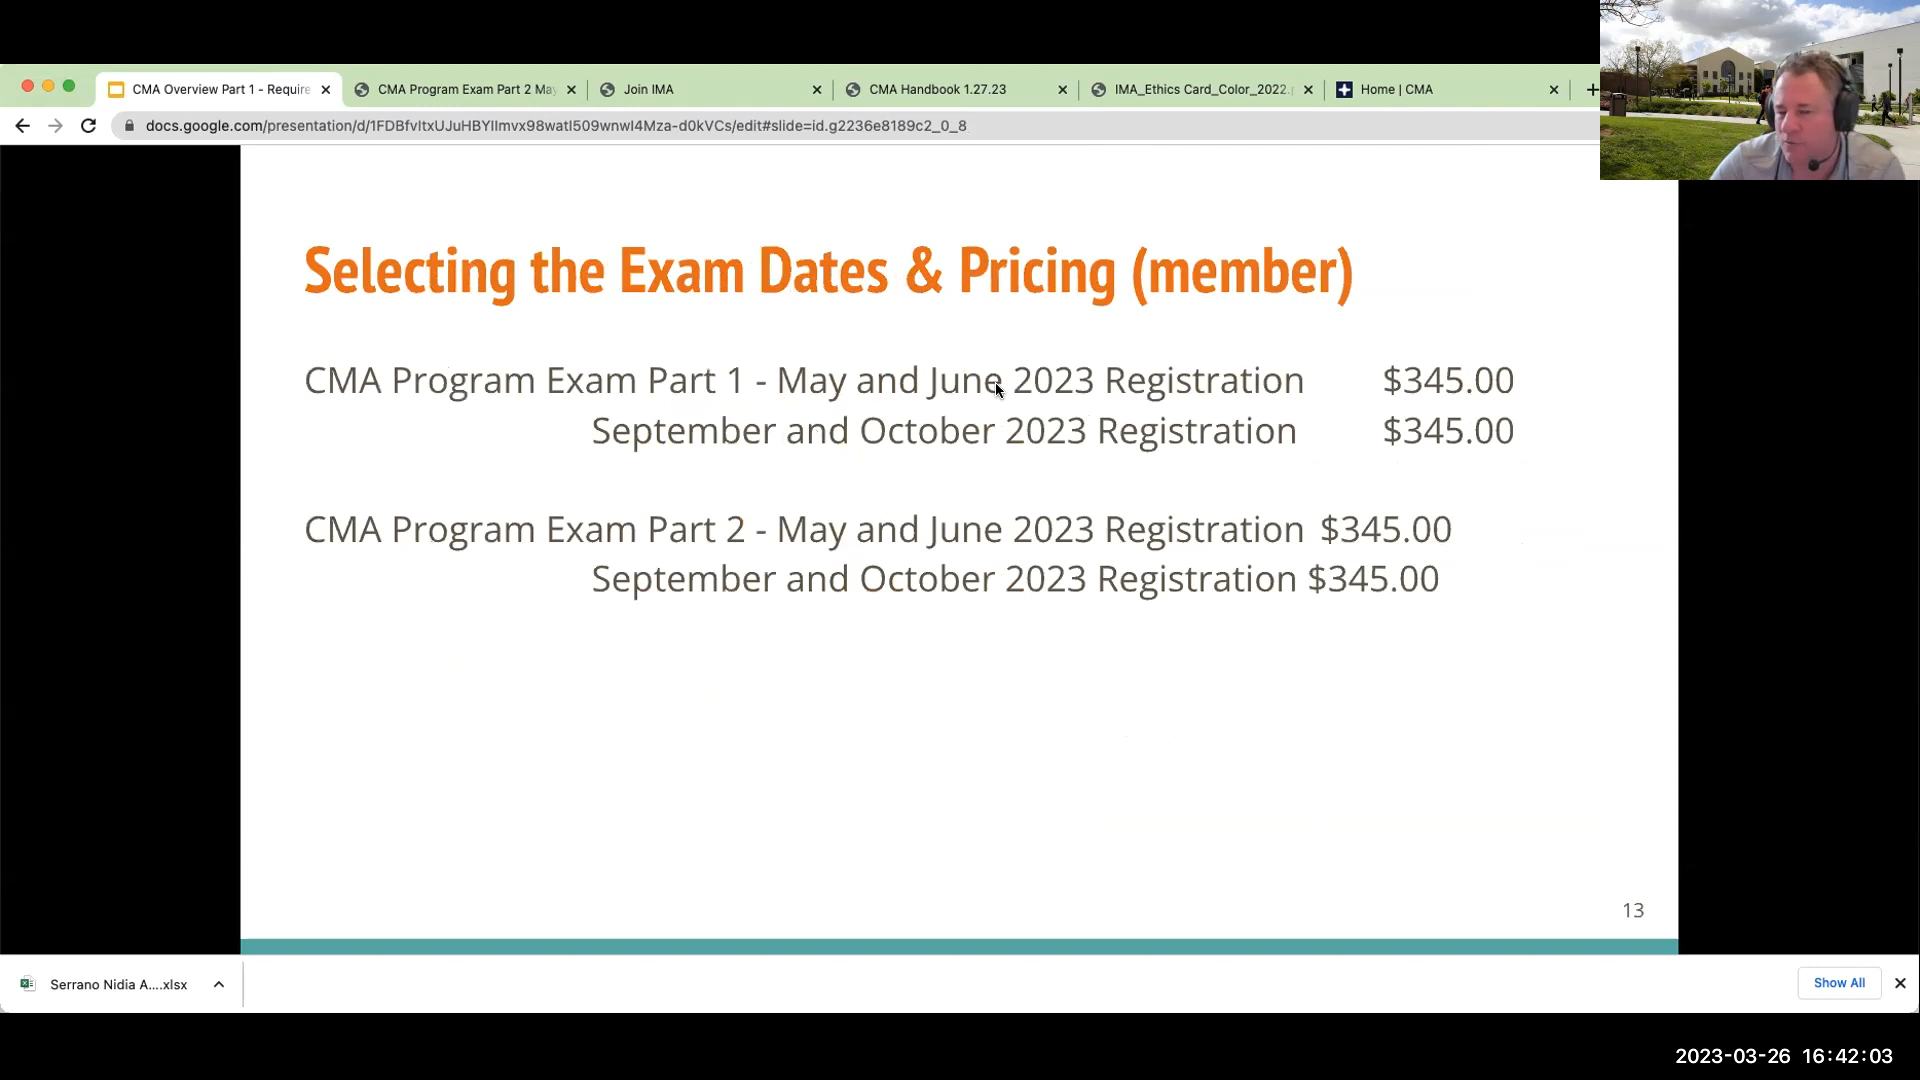 CMA Overview Part 1 - Require
CMA Program Exam Part 2 May
Join IMA
CMA Handbook 1.27.23
IMA_Ethics Card_Color_2022.p
Home | CMA
docs.google.com/presentation/d/1FDBfvItxUJuHBYIlmvx98watI509wnwI4Mza-d0kVCs/edit#slide=id.g2236e8189c2_0_8
Selecting the Exam Dates & Pricing (member)
CMA Program Exam Part 1 - May and June 2023 Registration $345.00
September and October 2023 Registration $345.00
CMA Program Exam Part 2 - May and June 2023 Registration $345.00
September and October 2023 Registration $345.00
13
Serrano Nidia A....xlsx
Show All
2023-03-26 16:42:03